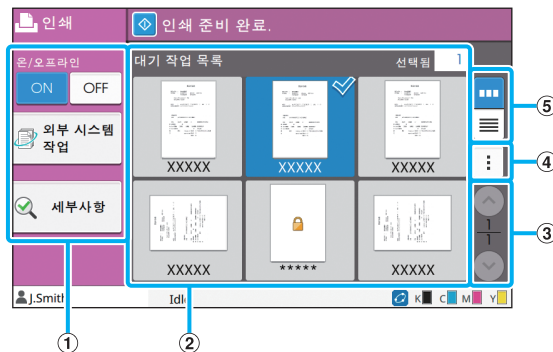 인쇄
인쇄 준비 완료.
온/오프라인
ON OFF
외부 시스템
작업
세부사항
대기 작업 목록
선택됨 1
XXXXX XXXXX XXXXX
XXXXX ***** XXXXX
1
1
J.Smith
Idle
K C M Y
⑤
④
③
① ②